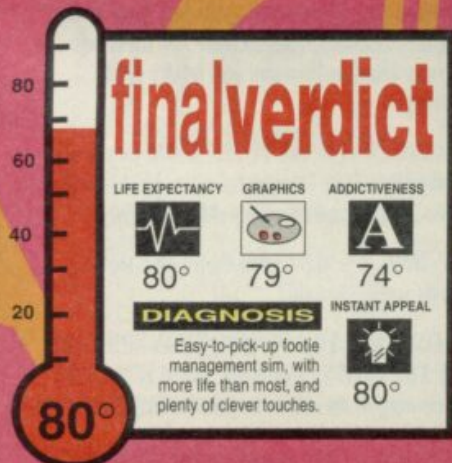 80
60
40
20
80°
finalverdict
LIFE EXPECTANCY GRAPHICS ADDICTIVENESS
80° 79° 74°
DIAGNOSIS
Easy-to-pick-up footie
management sim, with
more life than most, and
plenty of clever touches.
INSTANT APPEAL
80°